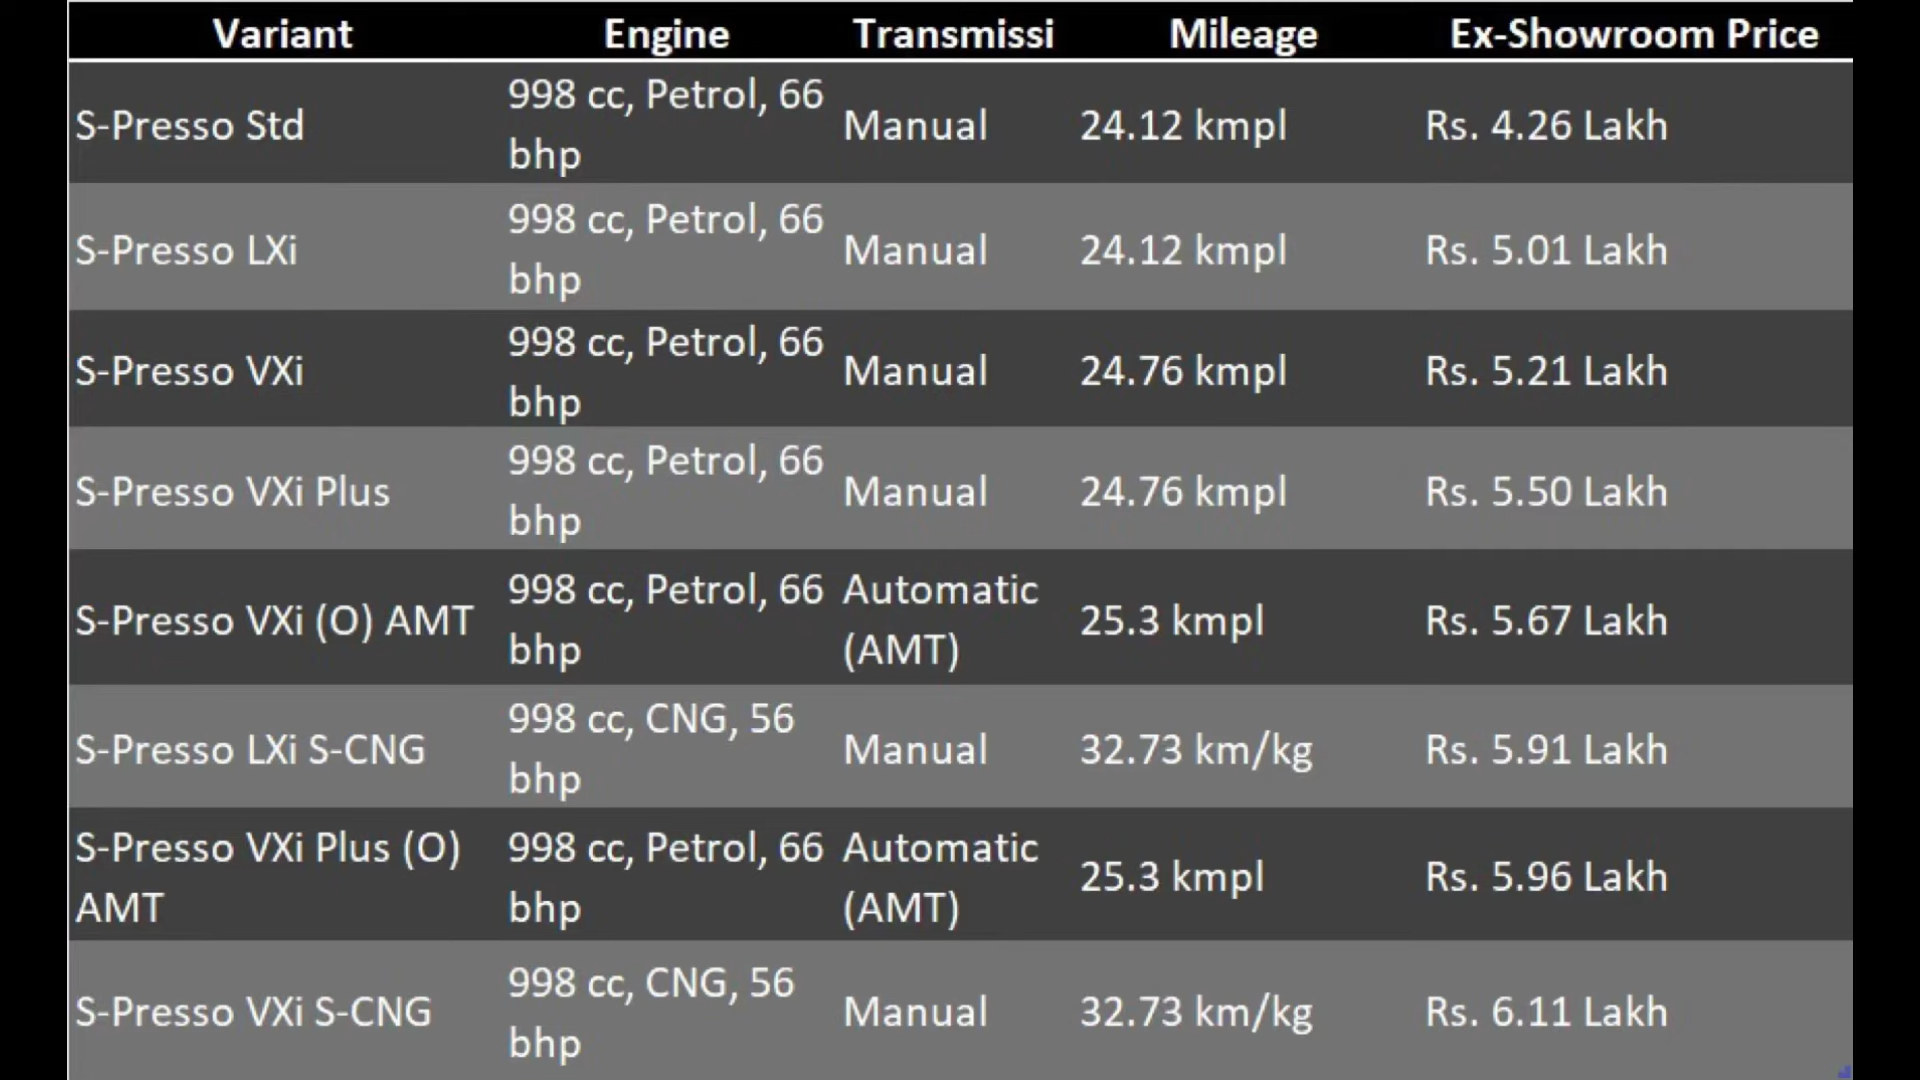 Variant Engine Transmissi Mileage Ex-Showroom Price
S-Presso Std 998 cc, Petrol, 66 bhp Manual 24.12 kmpl Rs. 4.26 Lakh
S-Presso LXi 998 cc, Petrol, 66 bhp Manual 24.12 kmpl Rs. 5.01 Lakh
S-Presso VXi 998 cc, Petrol, 66 bhp Manual 24.76 kmpl Rs. 5.21 Lakh
S-Presso VXi Plus 998 cc, Petrol, 66 bhp Manual 24.76 kmpl Rs. 5.50 Lakh
S-Presso VXi (O) AMT 998 cc, Petrol, 66 bhp Automatic (AMT) 25.3 kmpl Rs. 5.67 Lakh
S-Presso LXi S-CNG 998 cc, CNG, 56 bhp Manual 32.73 km/kg Rs. 5.91 Lakh
S-Presso VXi Plus (O) AMT 998 cc, Petrol, 66 bhp Automatic (AMT) 25.3 kmpl Rs. 5.96 Lakh
S-Presso VXi S-CNG 998 cc, CNG, 56 bhp Manual 32.73 km/kg Rs. 6.11 Lakh